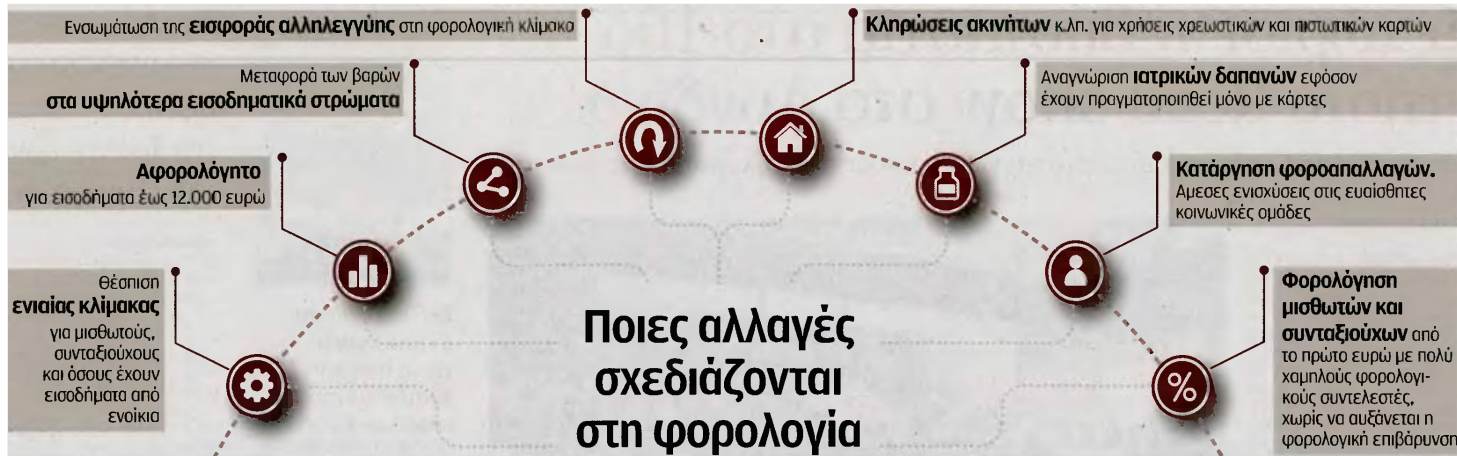 Ενσωμάτωση της εισφοράς αλληλεγγύης στη φορολογική κλίμακα
Μεταφορά των βαρών
στα υψηλότερα εισοδηματικά στρώματα
Αφορολόγητο
για εισοδήματα έως 12.000 ευρώ
Θέσπιση
ενιαίας κλίμακας
για μισθωτούς,
συνταξιούχους
και όσους έχουν
εισοδήματα από
ενοίκια
Κληρώσεις ακινήτων κ.λπ. για χρήσεις χρεωστικών και πιστωτικών καρτών
Αναγνώριση ιατρικών δαπανών εφόσον
έχουν πραγματοποιηθεί μόνο με κάρτες
Κατάργηση φοροαπαλλαγών.
Αμεσες ενισχύσεις στις ευαίσθητες
κοινωνικές ομάδες
%
Φορολόγηση
μισθωτών και
συνταξιούχων από
το πρώτο ευρώ με πολύ
χαμηλούς φορολογι-
κούς συντελεστές,
χωρίς να αυξάνεται η
φορολογική επιβάρυνση
Ποιες αλλαγές
σχεδιάζονται
στη φορολογία